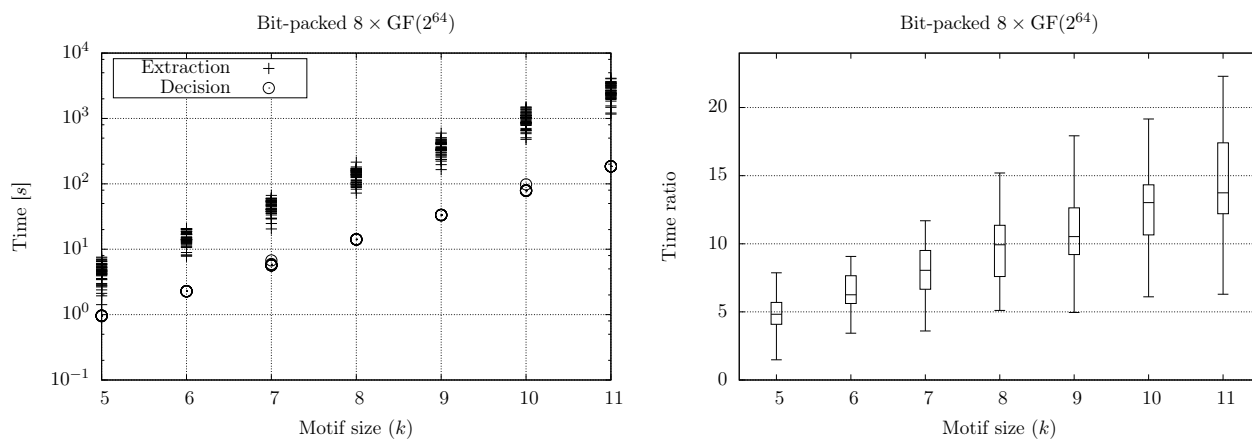 Bit-packed 8 × GF(2^64)
Time [s]
10^4
10^3
10^2
10^1
10^0
10^−1
Extraction
Decision
5 6 7 8 9 10 11
Motif size (k)
Bit-packed 8 × GF(2^64)
Time ratio
20
15
10
5
0
5 6 7 8 9 10 11
Motif size (k)